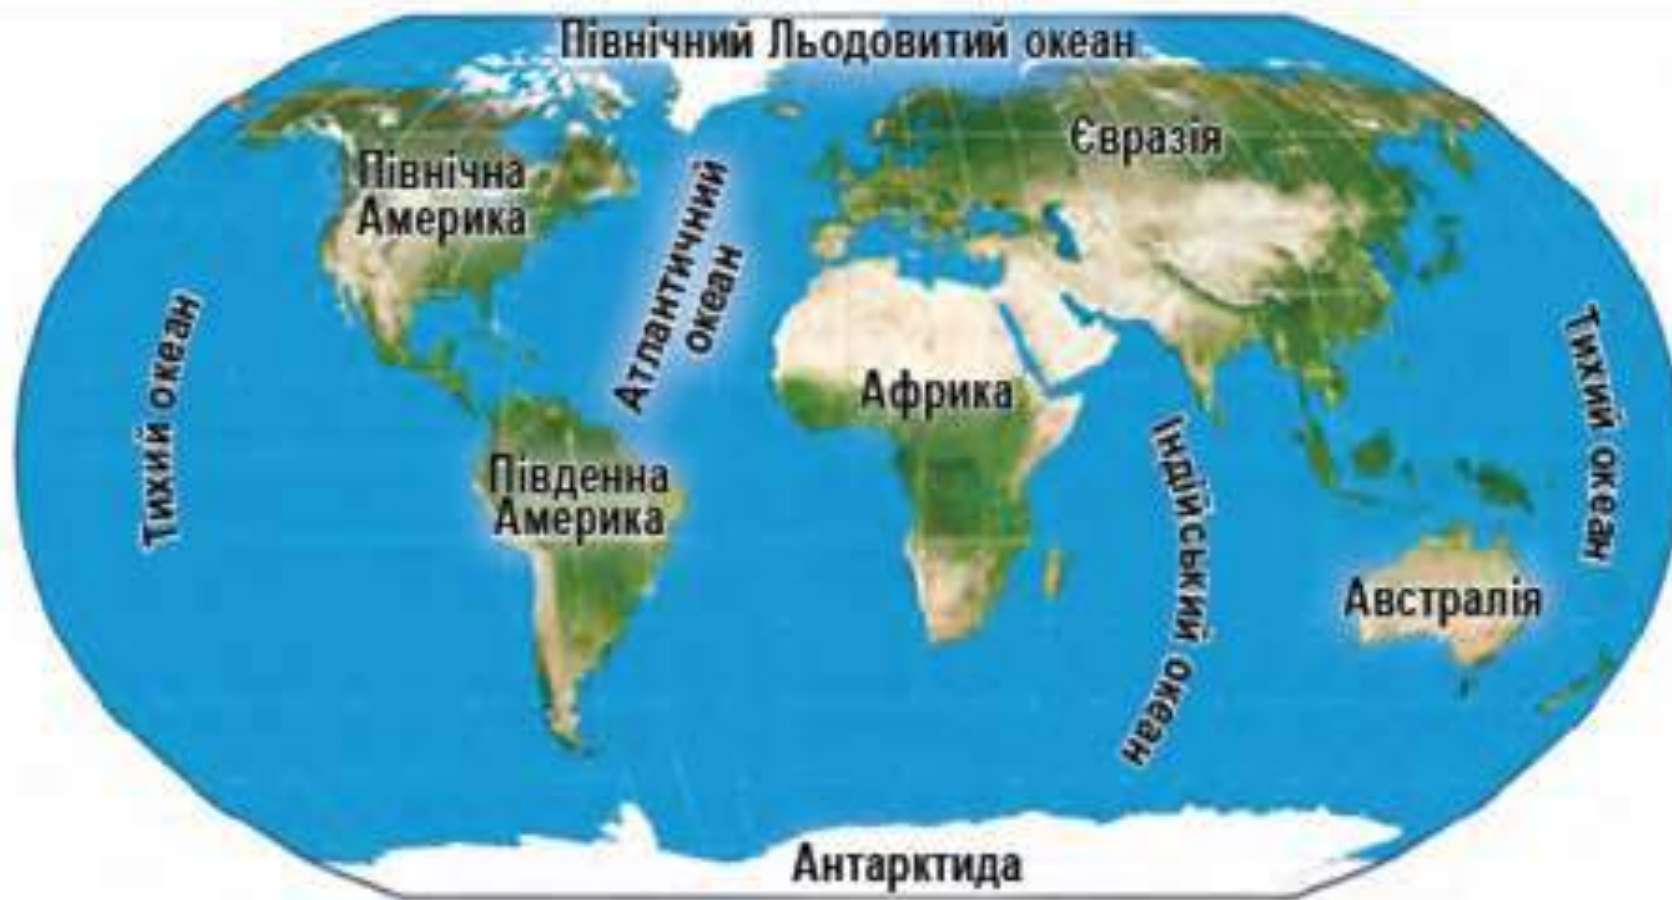 Північний Льодовитий океан
Євразія
Північна
Америка
Атлантичний
океан
Тихий океан
Тихий океан
Африка
Індійський океан
Південна
Америка
Австралія
Антарктида